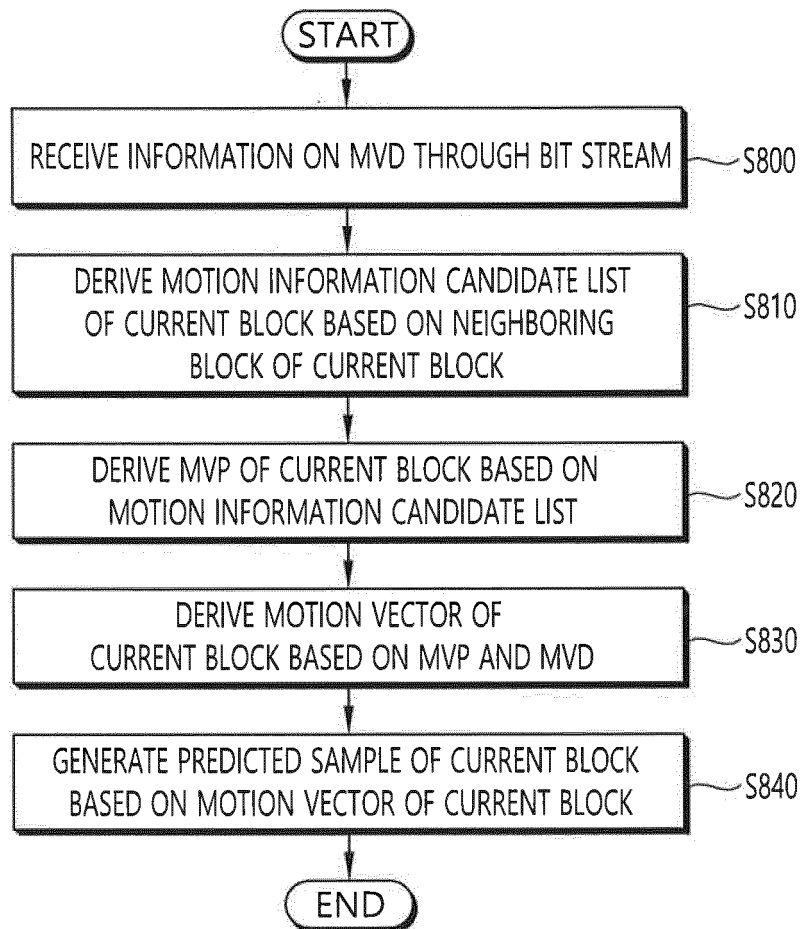 START
RECEIVE INFORMATION ON MVD THROUGH BIT STREAM
S800
DERIVE MOTION INFORMATION CANDIDATE LIST
OF CURRENT BLOCK BASED ON NEIGHBORING
BLOCK OF CURRENT BLOCK
S810
DERIVE MVP OF CURRENT BLOCK BASED ON
MOTION INFORMATION CANDIDATE LIST
S820
DERIVE MOTION VECTOR OF
CURRENT BLOCK BASED ON MVP AND MVD
S830
GENERATE PREDICTED SAMPLE OF CURRENT BLOCK
BASED ON MOTION VECTOR OF CURRENT BLOCK
S840
END